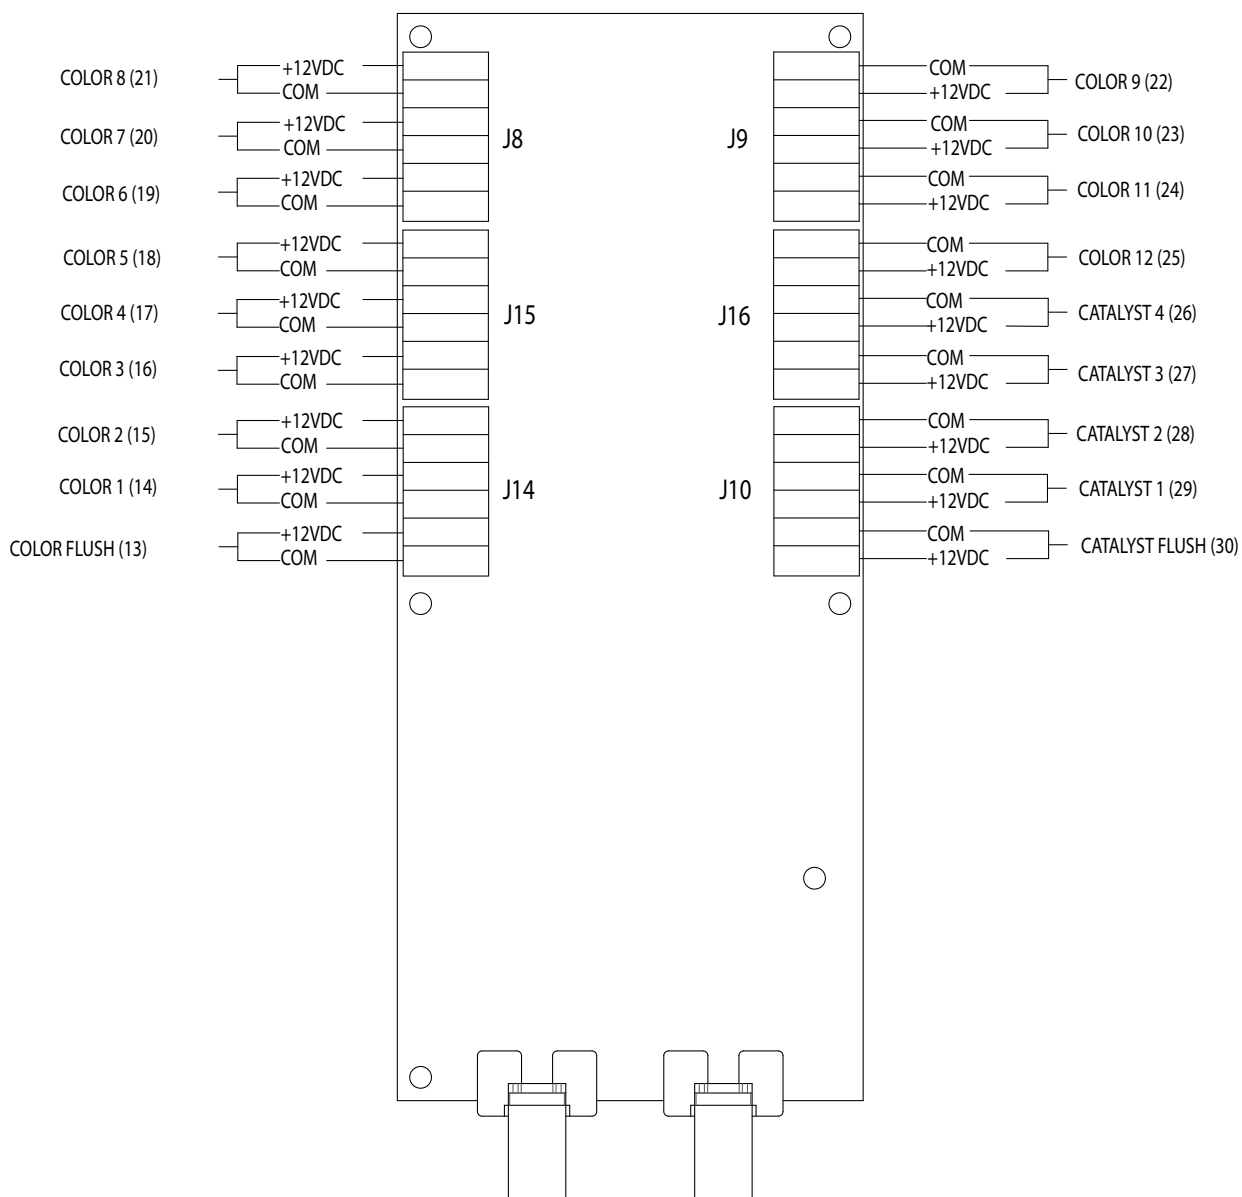 COLOR 8 (21)
+12VDC
COM
COLOR 7 (20)
+12VDC
COM
COLOR 6 (19)
+12VDC
COM
J8
COLOR 5 (18)
+12VDC
COM
COLOR 4 (17)
+12VDC
COM
COLOR 3 (16)
+12VDC
COM
J15
COLOR 2 (15)
+12VDC
COM
COLOR 1 (14)
+12VDC
COM
COLOR FLUSH (13)
+12VDC
COM
J14
J9
COM
+12VDC
COLOR 9 (22)
COM
+12VDC
COLOR 10 (23)
COM
+12VDC
COLOR 11 (24)
J16
COM
+12VDC
COLOR 12 (25)
COM
+12VDC
CATALYST 4 (26)
COM
+12VDC
CATALYST 3 (27)
J10
COM
+12VDC
CATALYST 2 (28)
COM
+12VDC
CATALYST 1 (29)
COM
+12VDC
CATALYST FLUSH (30)